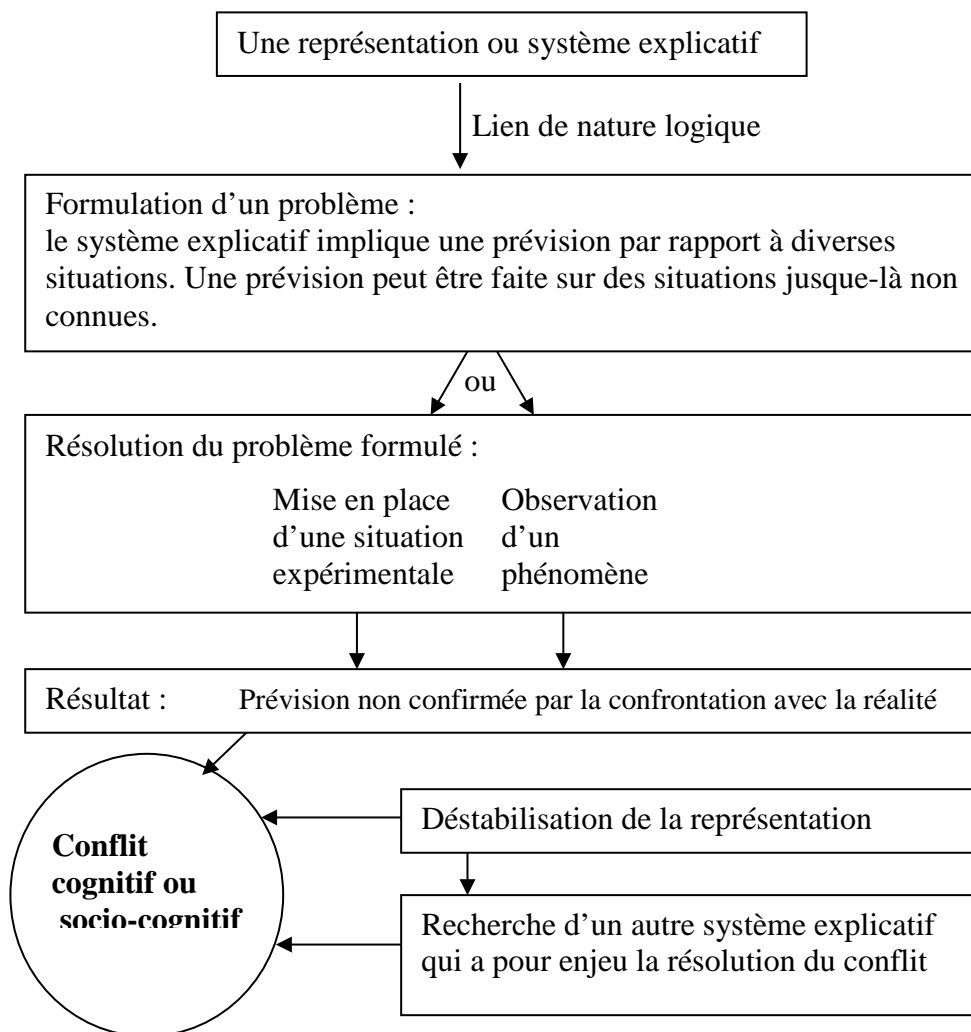 Une représentation ou système explicatif
Lien de nature logique
Formulation d’un problème :
le système explicatif implique une prévision par rapport à diverses
situations. Une prévision peut être faite sur des situations jusque-là non
connues.
ou
Résolution du problème formulé :
Mise en place
d’une situation
expérimentale
Observation
d’un
phénomène
Résultat : Prévision non confirmée par la confrontation avec la réalité
Déstabilisation de la représentation
Conflit
cognitif ou
socio-cognitif
Recherche d’un autre système explicatif
qui a pour enjeu la résolution du conflit